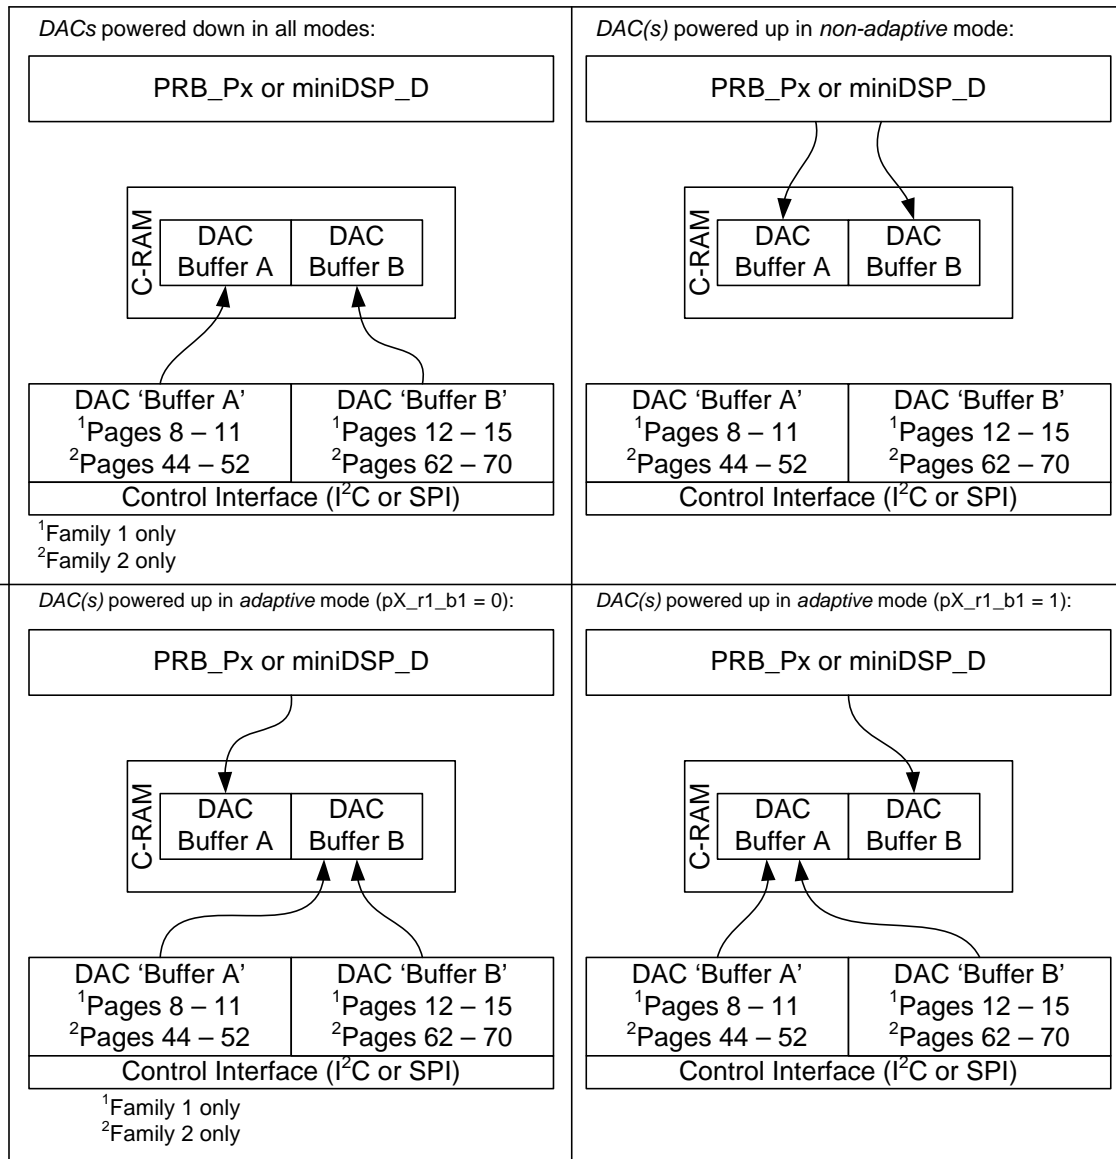 DACs powered down in all modes:
PRB_Px or miniDSP_D
C-RAM
DAC
Buffer A
DAC
Buffer B
DAC ‘Buffer A’
¹Pages 8 – 11
²Pages 44 – 52
DAC ‘Buffer B’
¹Pages 12 – 15
²Pages 62 – 70
Control Interface (I²C or SPI)
¹Family 1 only
²Family 2 only
DAC(s) powered up in non-adaptive mode:
PRB_Px or miniDSP_D
C-RAM
DAC
Buffer A
DAC
Buffer B
DAC ‘Buffer A’
¹Pages 8 – 11
²Pages 44 – 52
DAC ‘Buffer B’
¹Pages 12 – 15
²Pages 62 – 70
Control Interface (I²C or SPI)
DAC(s) powered up in adaptive mode (pX_r1_b1 = 0):
PRB_Px or miniDSP_D
C-RAM
DAC
Buffer A
DAC
Buffer B
DAC ‘Buffer A’
¹Pages 8 – 11
²Pages 44 – 52
DAC ‘Buffer B’
¹Pages 12 – 15
²Pages 62 – 70
Control Interface (I²C or SPI)
¹Family 1 only
²Family 2 only
DAC(s) powered up in adaptive mode (pX_r1_b1 = 1):
PRB_Px or miniDSP_D
C-RAM
DAC
Buffer A
DAC
Buffer B
DAC ‘Buffer A’
¹Pages 8 – 11
²Pages 44 – 52
DAC ‘Buffer B’
¹Pages 12 – 15
²Pages 62 – 70
Control Interface (I²C or SPI)